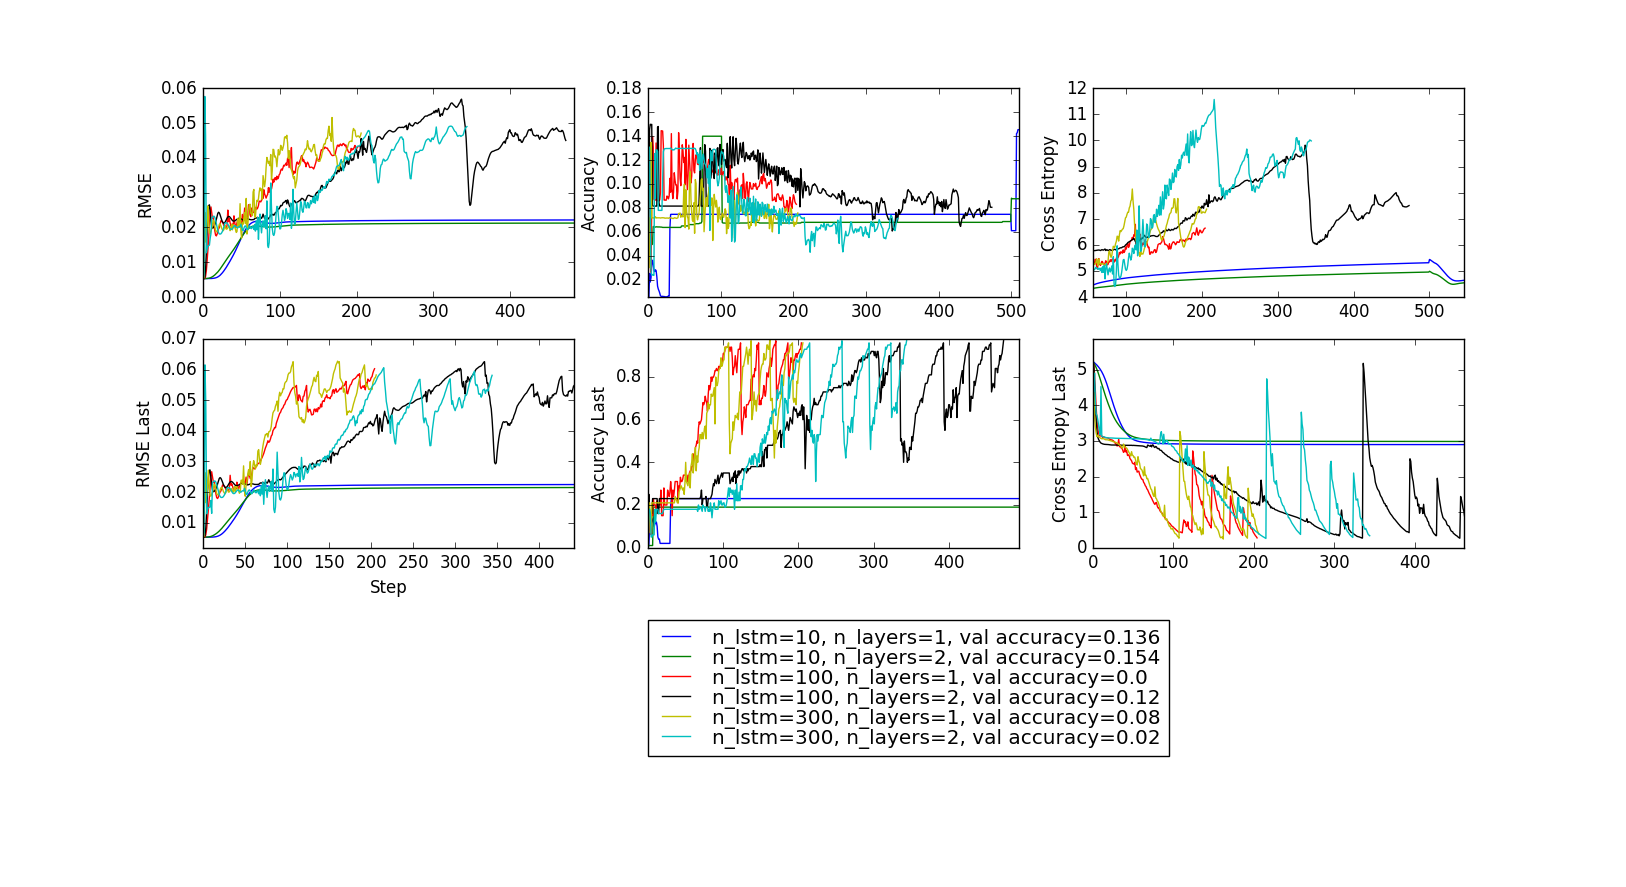 RMSE
0.06
0.05
0.04
0.03
0.02
0.01
0.00
0 100 200 300 400
Accuracy
0.18
0.16
0.14
0.12
0.10
0.08
0.06
0.04
0.02
0 100 200 300 400 500
Cross Entropy
12
11
10
9
8
7
6
5
4
100 200 300 400 500
RMSE Last
0.07
0.06
0.05
0.04
0.03
0.02
0.01
0 50 100 150 200 250 300 350 400
Step
Accuracy Last
0.8
0.6
0.4
0.2
0.0
0 100 200 300 400
Cross Entropy Last
5
4
3
2
1
0
0 100 200 300 400
n_lstm=10, n_layers=1, val accuracy=0.136
n_lstm=10, n_layers=2, val accuracy=0.154
n_lstm=100, n_layers=1, val accuracy=0.0
n_lstm=100, n_layers=2, val accuracy=0.12
n_lstm=300, n_layers=1, val accuracy=0.08
n_lstm=300, n_layers=2, val accuracy=0.02